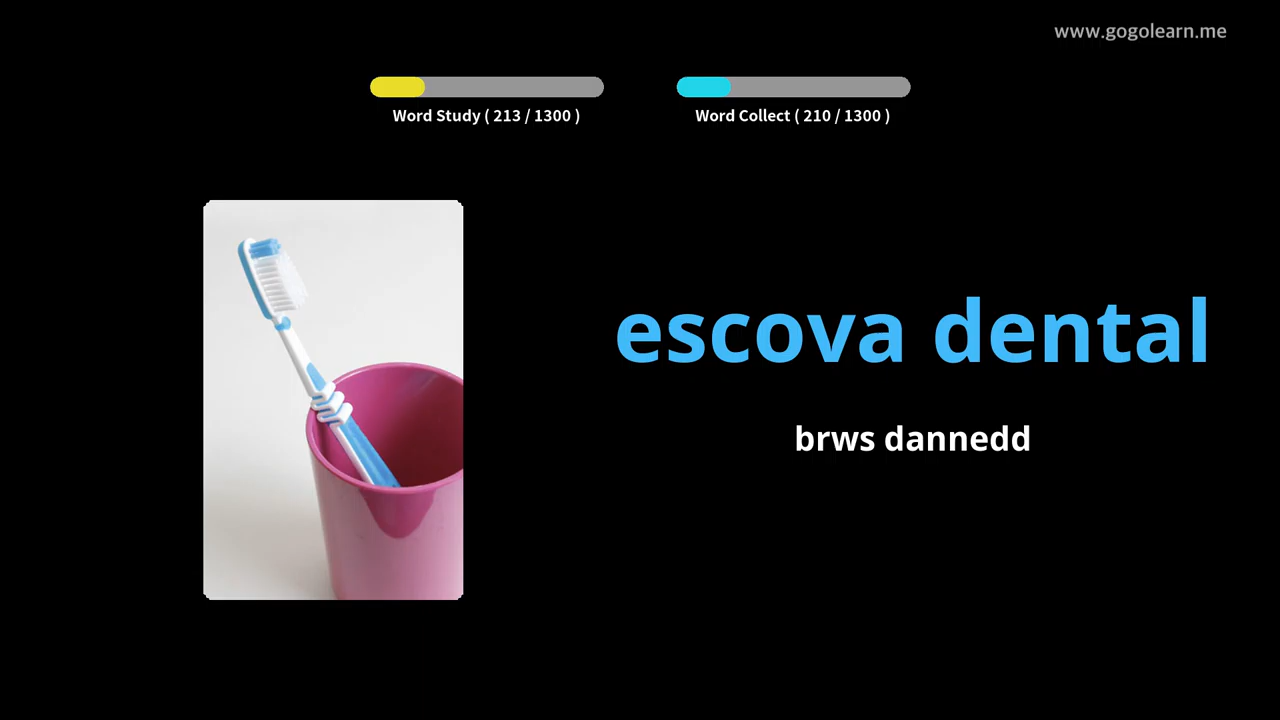 www.gogolearn.me
Word Study ( 213 / 1300 )
Word Collect ( 210 / 1300 )
escova dental
brws dannedd